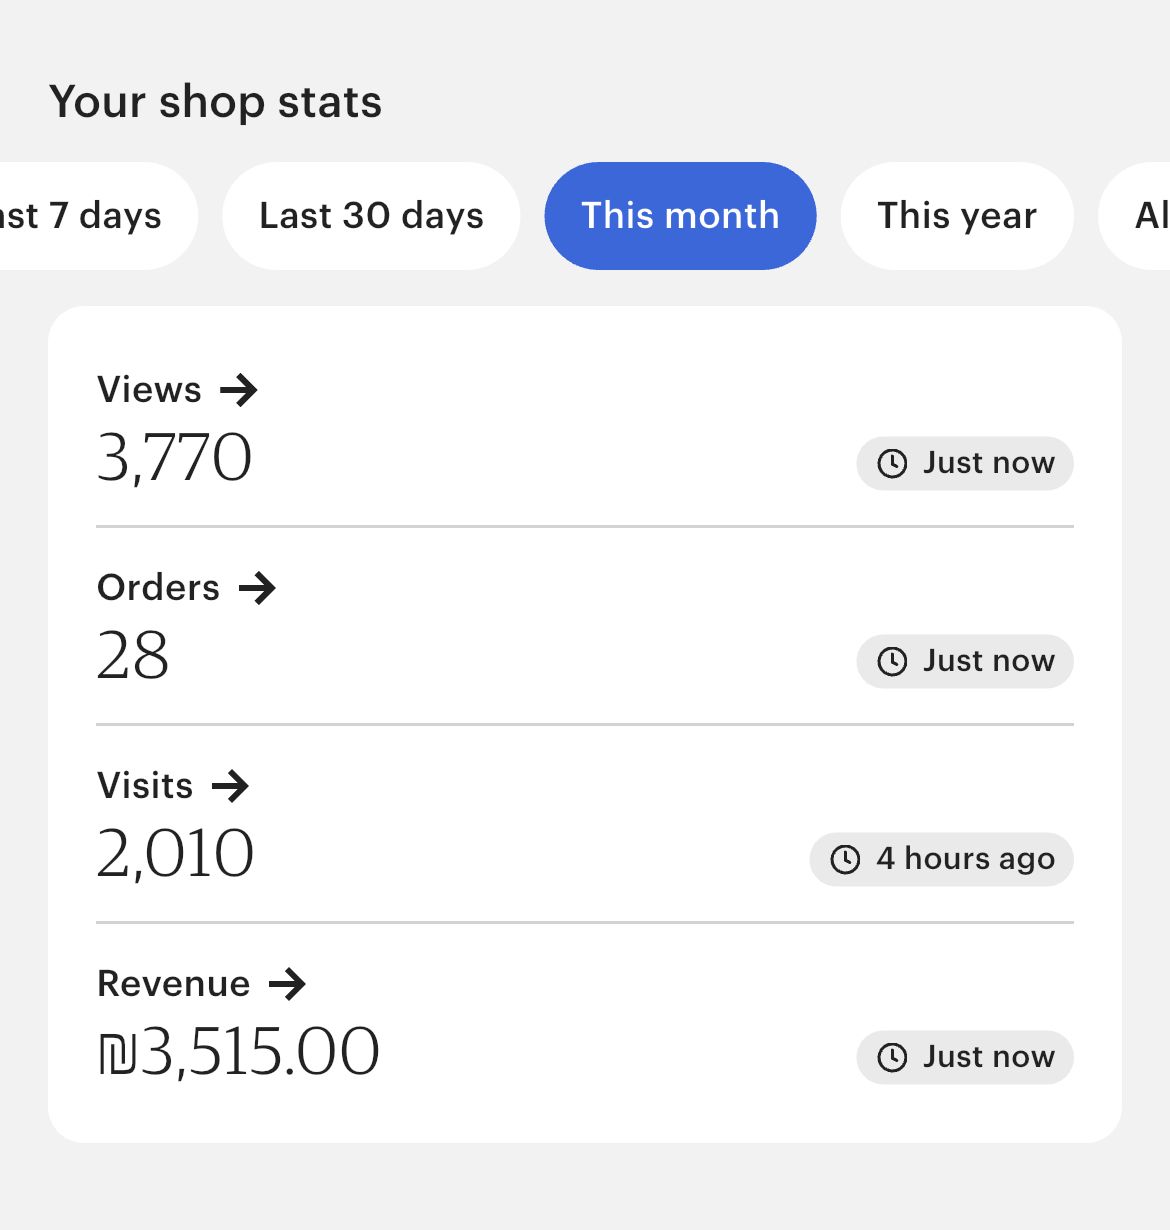 Your shop stats
st 7 days
Last 30 days
This month
This year
Al
Views →
3,770
Just now
Orders →
28
Just now
Visits →
2,010
4 hours ago
Revenue →
₪3,515.00
Just now